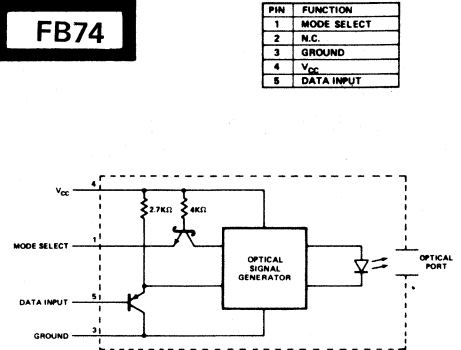 FB74
PIN FUNCTION
1 MODE SELECT
2 N.C.
3 GROUND
4 VCC
5 DATA INPUT
VCC 4
2.7KΩ 4KΩ
MODE SELECT 1
OPTICAL
SIGNAL
GENERATOR
OPTICAL
PORT
DATA INPUT 5
GROUND 3